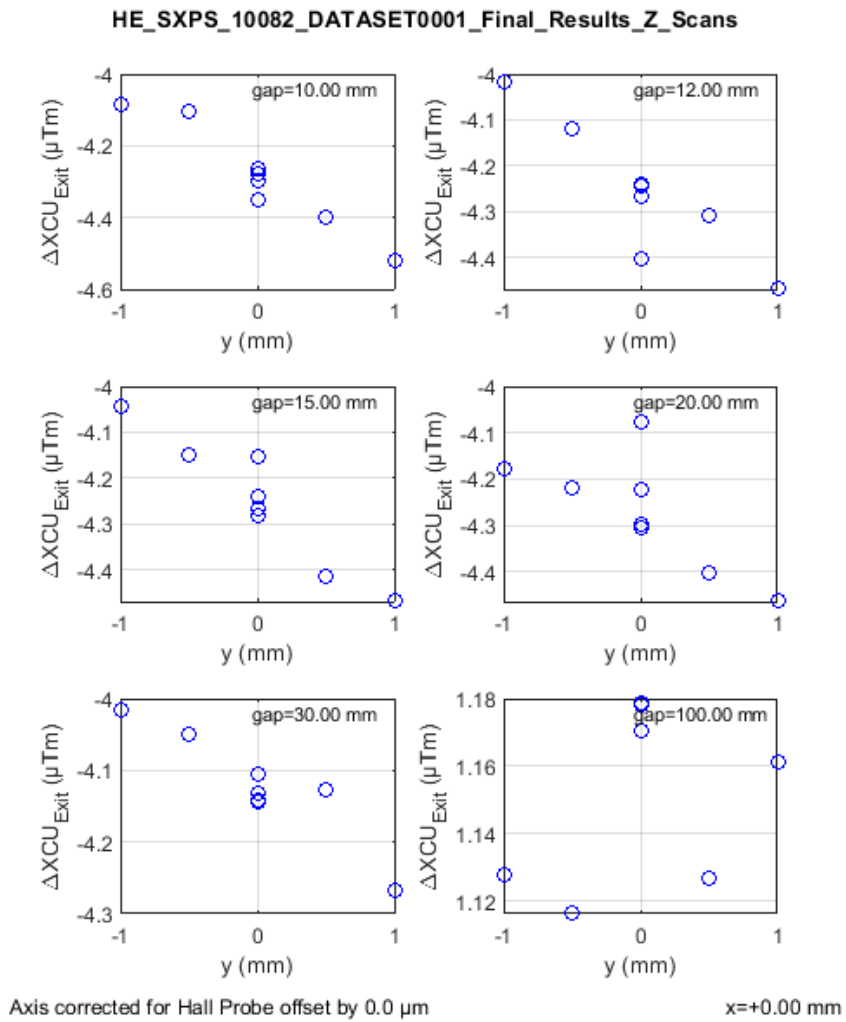 HE_SXPS_10082_DATASET0001_Final_Results_Z_Scans
gap=10.00 mm
-4
-4.2
-4.4
-4.6
ΔXCU_Exit (µTm)
-1 0 1
y (mm)
gap=12.00 mm
-4
-4.1
-4.2
-4.3
-4.4
ΔXCU_Exit (µTm)
-1 0 1
y (mm)
gap=15.00 mm
-4
-4.1
-4.2
-4.3
-4.4
ΔXCU_Exit (µTm)
-1 0 1
y (mm)
gap=20.00 mm
-4
-4.1
-4.2
-4.3
-4.4
ΔXCU_Exit (µTm)
-1 0 1
y (mm)
gap=30.00 mm
-4
-4.1
-4.2
-4.3
ΔXCU_Exit (µTm)
-1 0 1
y (mm)
gap=100.00 mm
1.18
1.16
1.14
1.12
ΔXCU_Exit (µTm)
-1 0 1
y (mm)
Axis corrected for Hall Probe offset by 0.0 µm
x=+0.00 mm